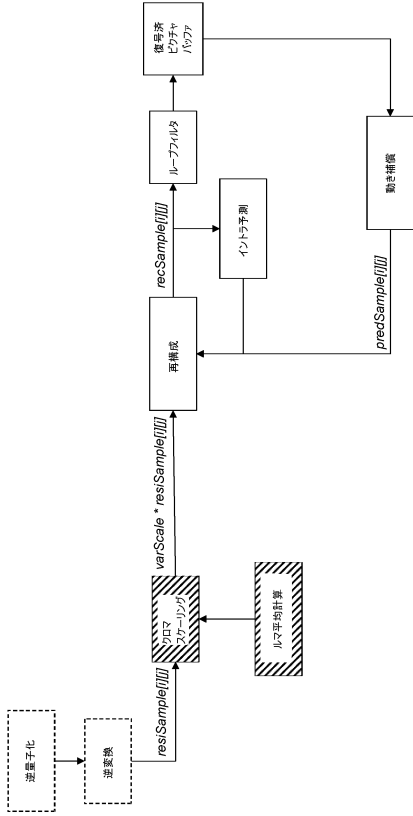 逆量子化
逆変換
resiSample[i][j]
クロマ
スケーリング
ルマ平均計算
varScale * resiSample[i][j]
再構成
recSample[i][j]
イントラ予測
ループフィルタ
復号済
ピクチャ
バッファ
動き補償
predSample[i][j]